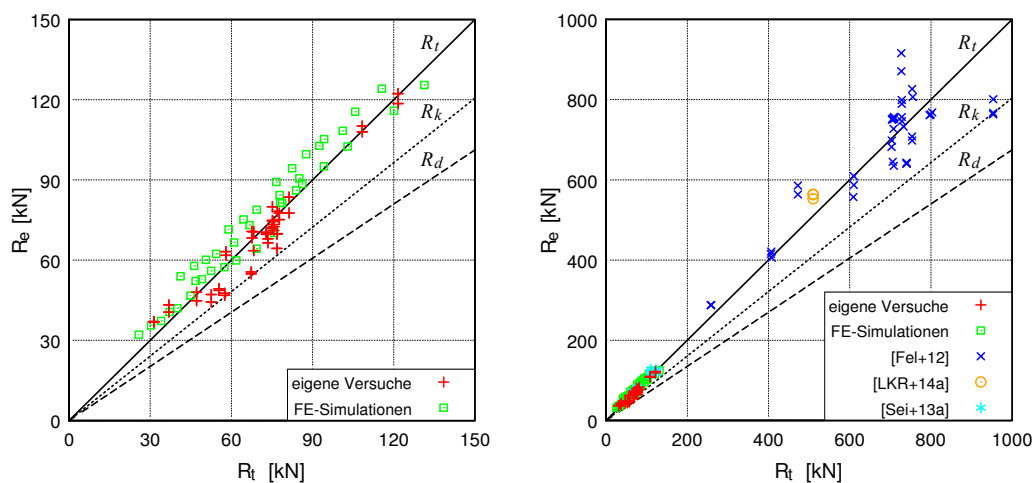 150
120
90
60
30
0
0 30 60 90 120 150
R_e [kN]
R_t [kN]
R_t
R_k
R_d
eigene Versuche
FE-Simulationen
1000
800
600
400
200
0
0 200 400 600 800 1000
R_e [kN]
R_t [kN]
R_t
R_k
R_d
eigene Versuche
FE-Simulationen
[Fel+12]
[LKR+14a]
[Sei+13a]